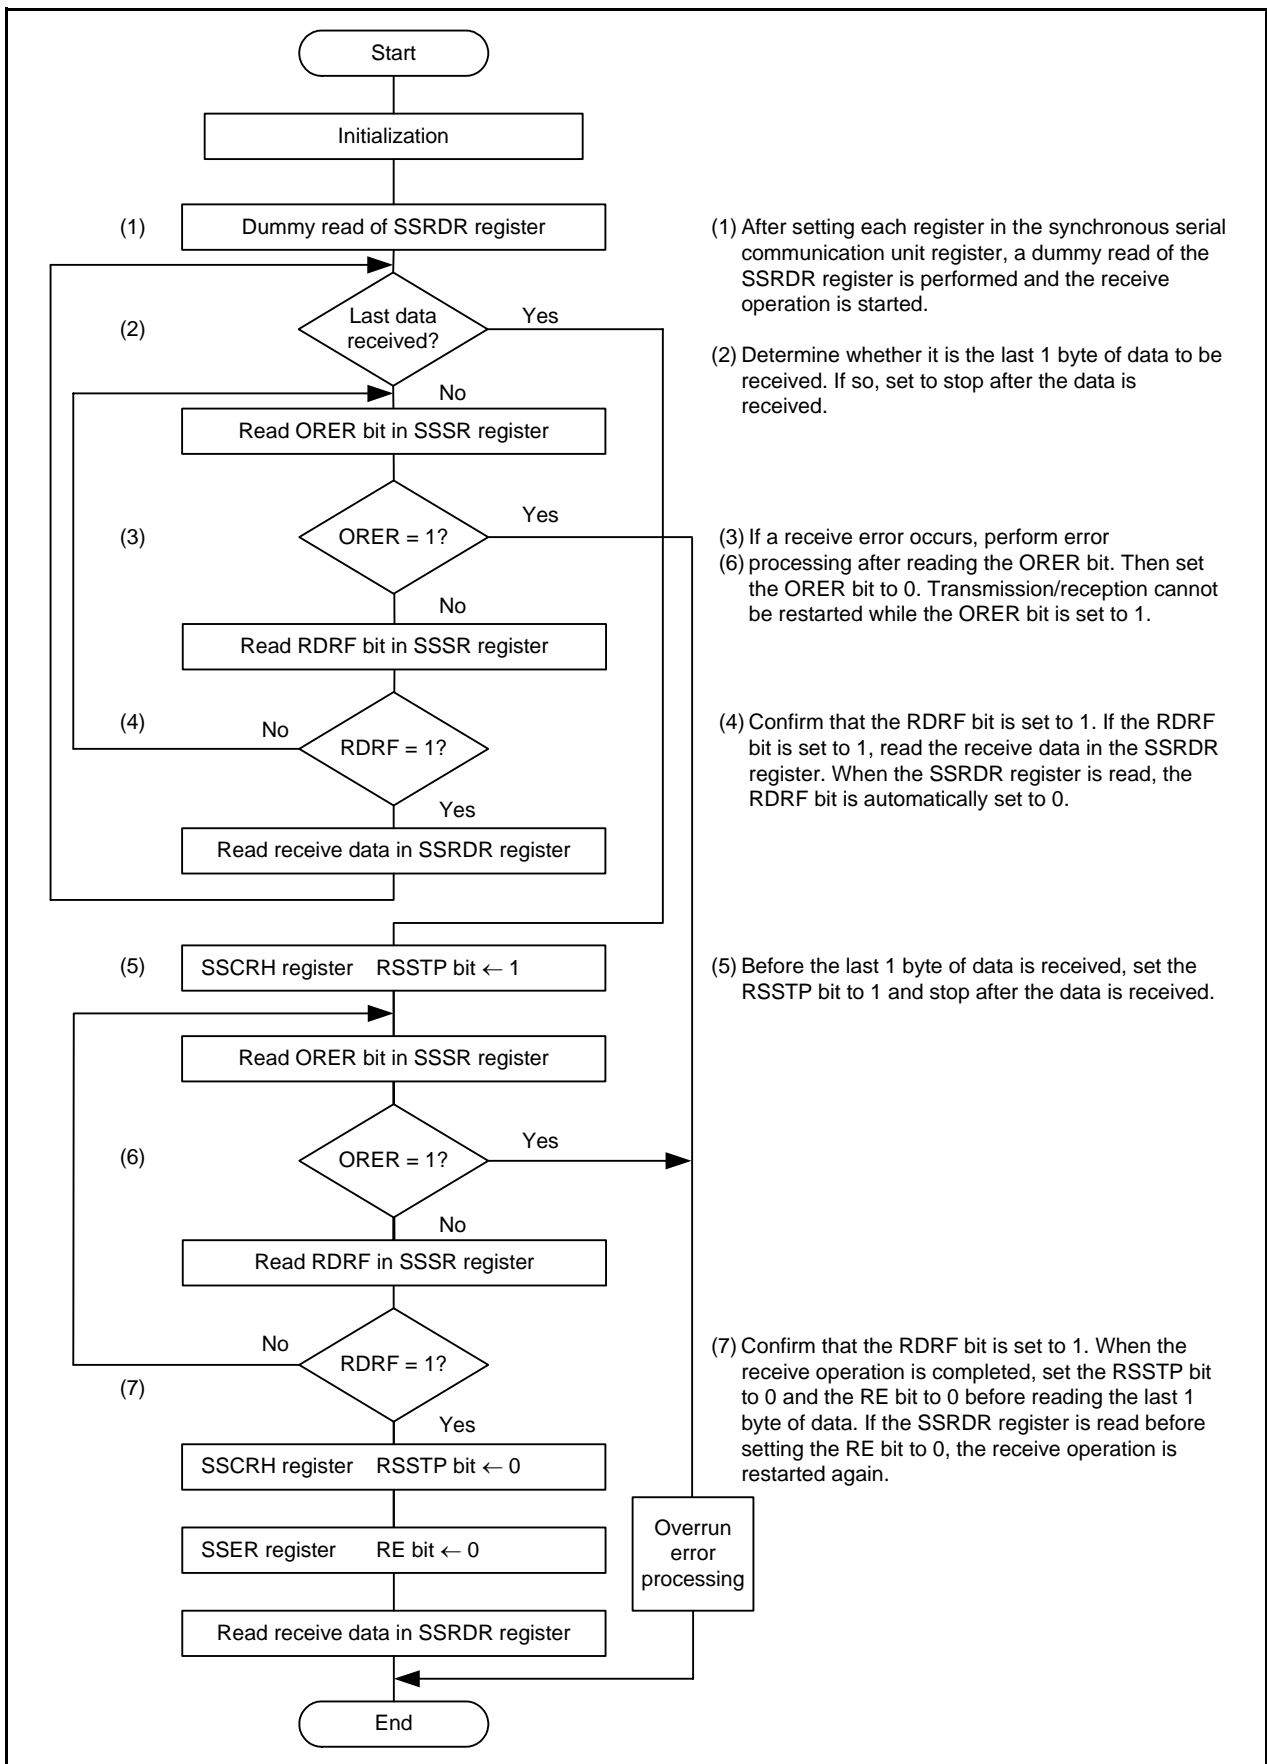 Start
Initialization
(1)
Dummy read of SSRDR register
(1) After setting each register in the synchronous serial
communication unit register, a dummy read of the
SSRDR register is performed and the receive
operation is started.
(2)
Last data
received?
Yes
No
(2) Determine whether it is the last 1 byte of data to be
received. If so, set to stop after the data is
received.
Read ORER bit in SSSR register
(3)
ORER = 1?
Yes
No
(3) If a receive error occurs, perform error
(6) processing after reading the ORER bit. Then set
the ORER bit to 0. Transmission/reception cannot
be restarted while the ORER bit is set to 1.
Read RDRF bit in SSSR register
(4)
No
RDRF = 1?
Yes
(4) Confirm that the RDRF bit is set to 1. If the RDRF
bit is set to 1, read the receive data in the SSRDR
register. When the SSRDR register is read, the
RDRF bit is automatically set to 0.
Read receive data in SSRDR register
(5)
SSCRH register RSSTP bit ← 1
(5) Before the last 1 byte of data is received, set the
RSSTP bit to 1 and stop after the data is received.
Read ORER bit in SSSR register
(6)
ORER = 1?
Yes
No
Read RDRF in SSSR register
No
RDRF = 1?
(7)
Yes
(7) Confirm that the RDRF bit is set to 1. When the
receive operation is completed, set the RSSTP bit
to 0 and the RE bit to 0 before reading the last 1
byte of data. If the SSRDR register is read before
setting the RE bit to 0, the receive operation is
restarted again.
SSCRH register RSSTP bit ← 0
SSER register RE bit ← 0
Overrun
error
processing
Read receive data in SSRDR register
End